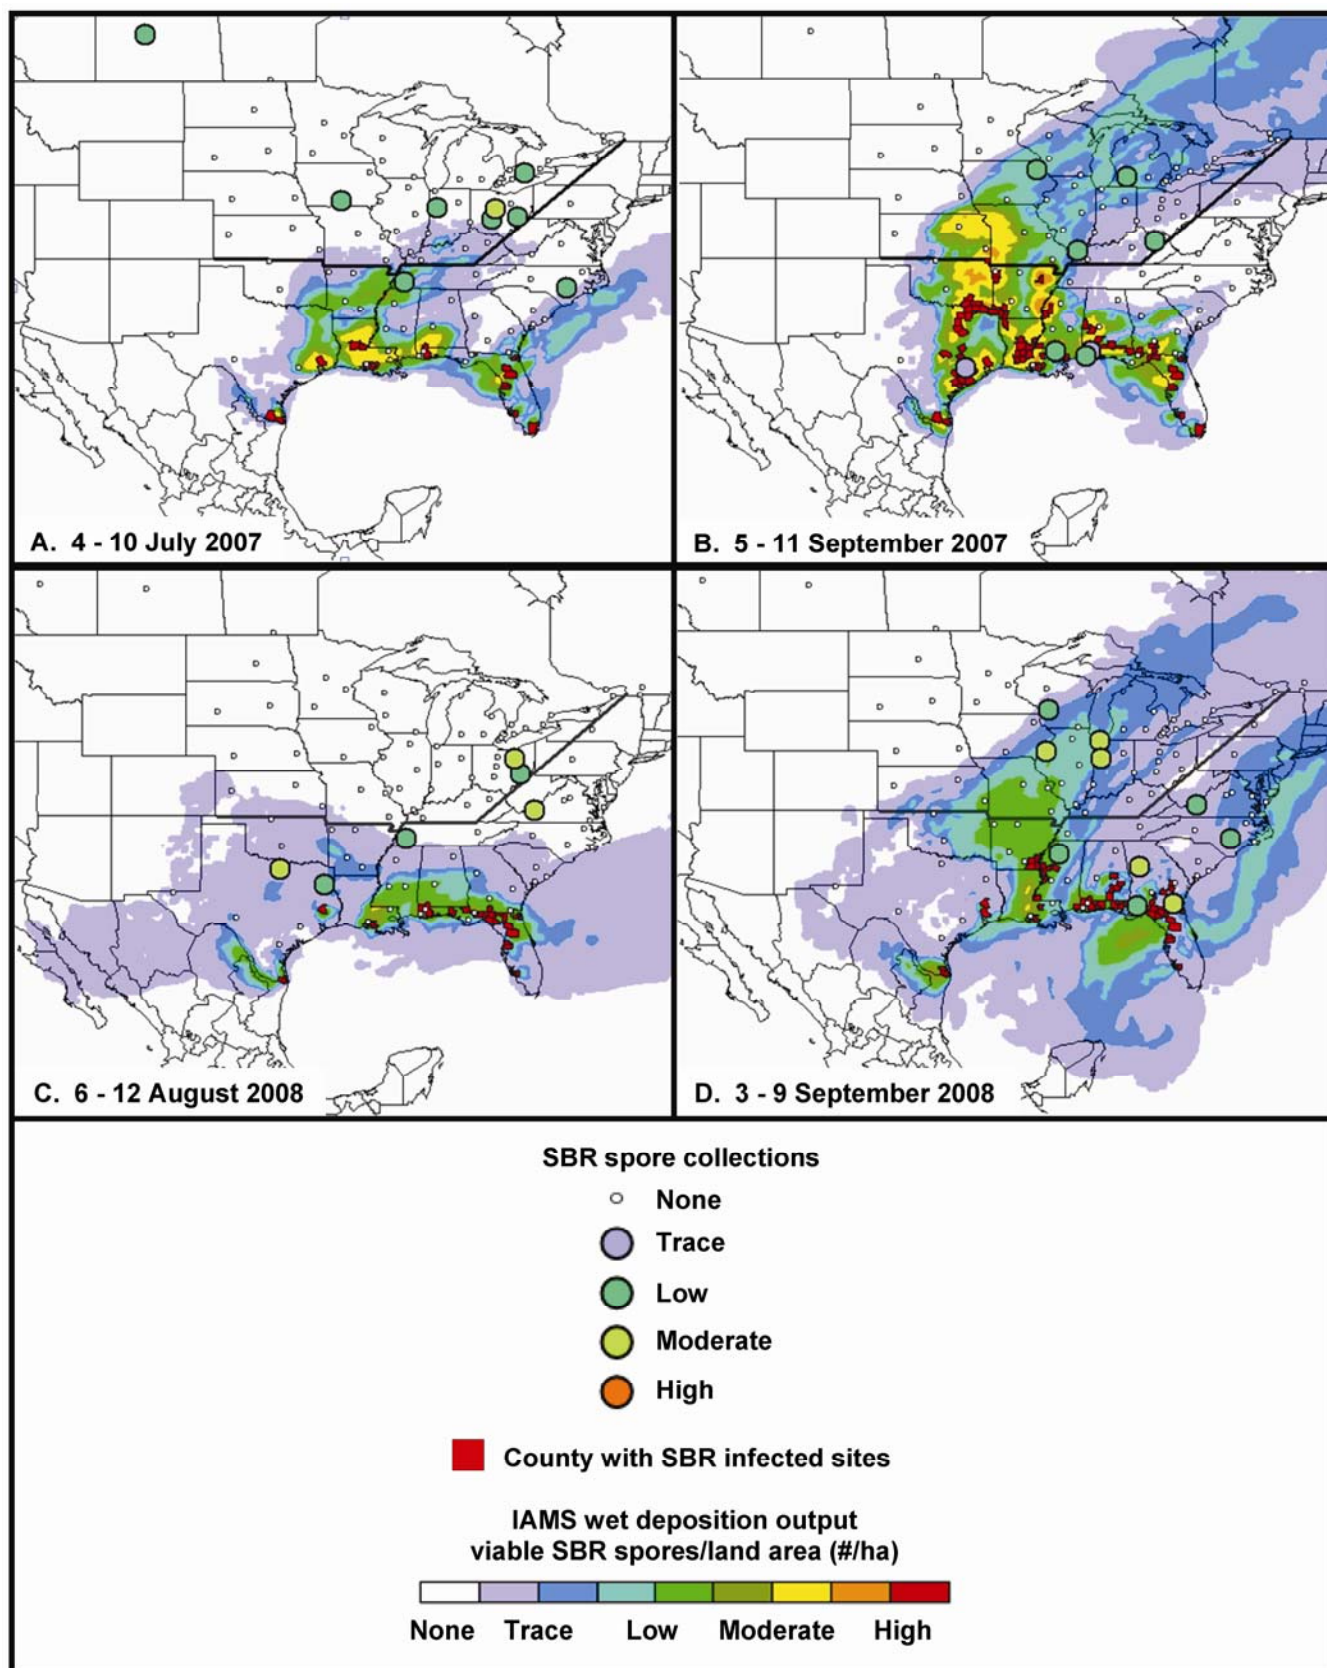 A. 4 - 10 July 2007
B. 5 - 11 September 2007
C. 6 - 12 August 2008
D. 3 - 9 September 2008
SBR spore collections
None
Trace
Low
Moderate
High
County with SBR infected sites
IAMS wet deposition output
viable SBR spores/land area (#/ha)
None Trace Low Moderate High